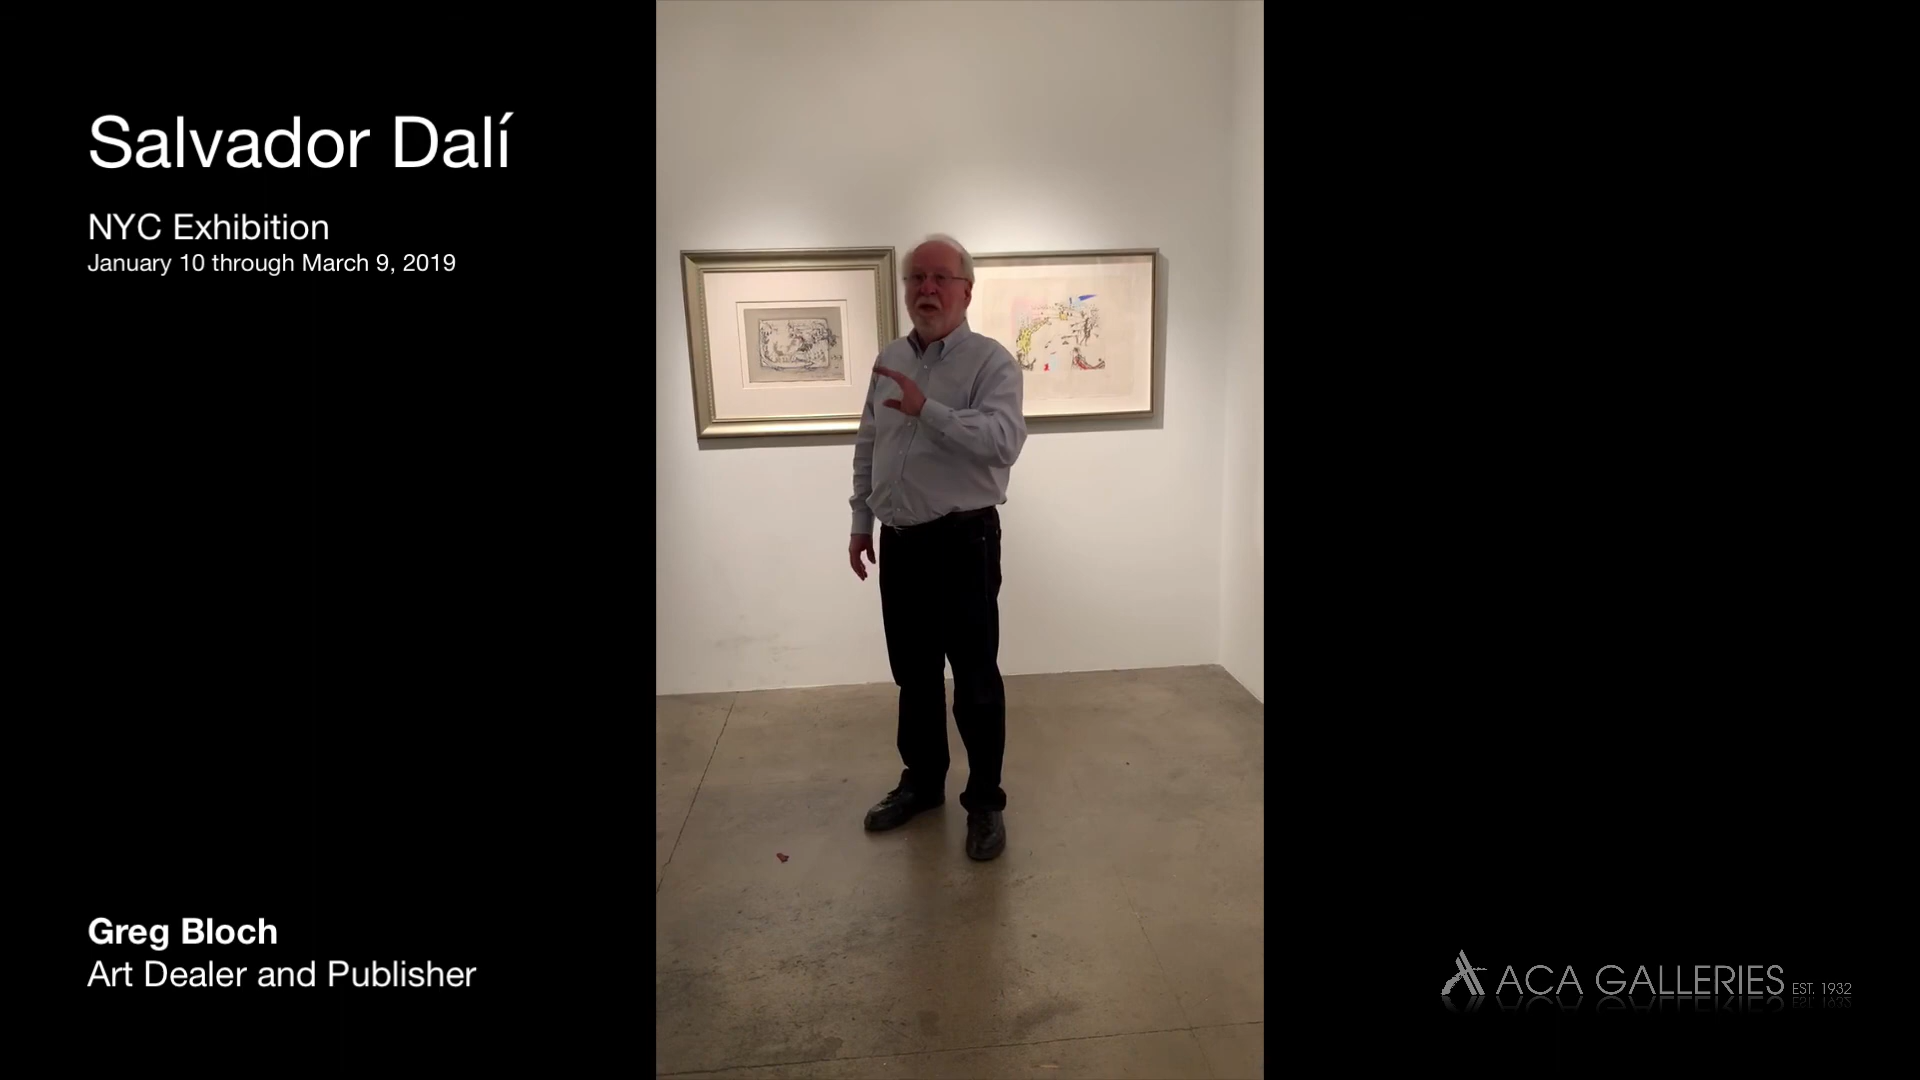 Salvador Dalí
NYC Exhibition
January 10 through March 9, 2019
Greg Bloch
Art Dealer and Publisher
ACA GALLERIES EST. 1932